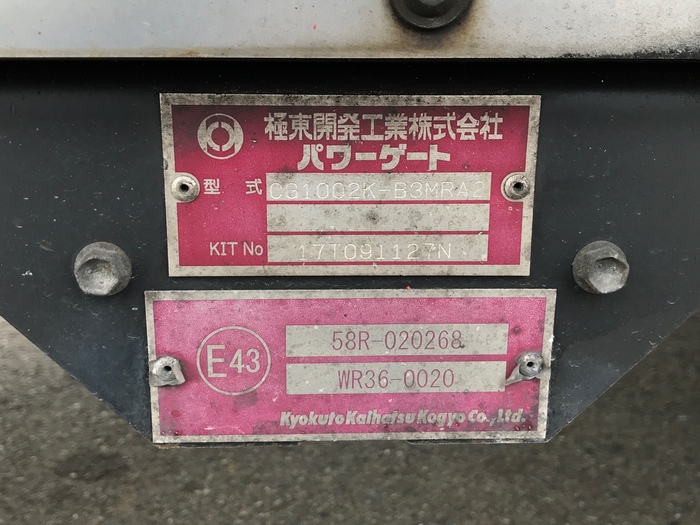 極東開発工業株式会社
パワーゲート
型式 CG1002K-B3MRA2
KIT No 17T091127N
E43 58R-020268
WR36-0020
Kyokuto Kaihatsu Kogyo Co., Ltd.